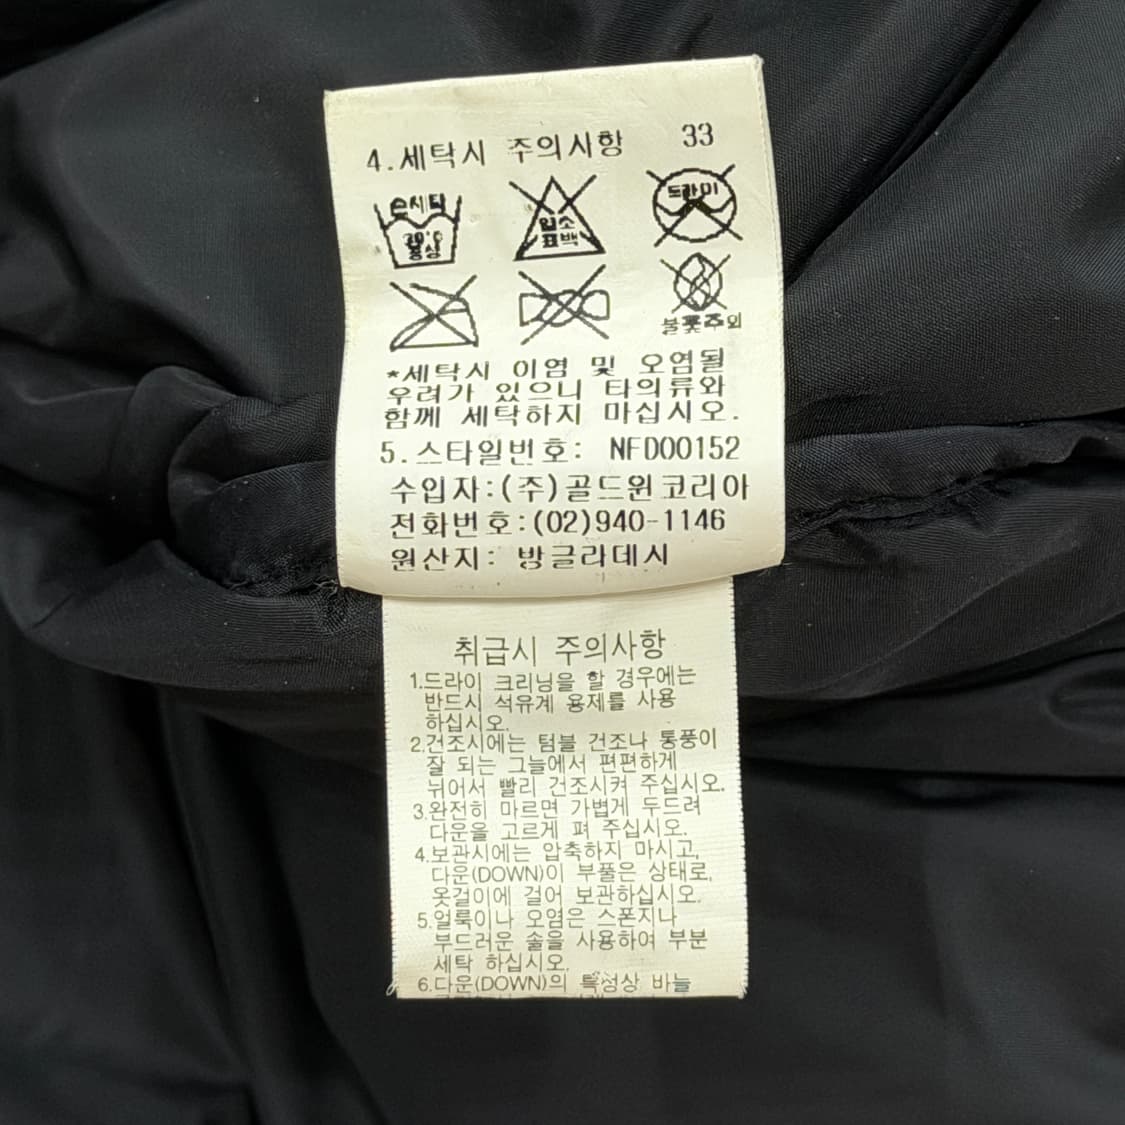 4.세탁시 주의사항 33
손세탁
중성
염소
표백
드라이
불꽃주의
*세탁시 이염 및 오염될
우려가 있으니 타의류와
함께 세탁하지 마십시오.
5.스타일번호: NFD00152
수입자:(주)골드윈코리아
전화번호:(02)940-1146
원산지: 방글라데시
취급시 주의사항
1.드라이 크리닝을 할 경우에는
반드시 석유계 용제를 사용
하십시오.
2.건조시에는 텀블 건조나 통풍이
잘 되는 그늘에서 편편하게
뉘어서 빨리 건조시켜 주십시오.
3.완전히 마르면 가볍게 두드려
다운을 고르게 펴 주십시오.
4.보관시에는 압축하지 마시고,
다운(DOWN)이 부풀은 상태로,
옷걸이에 걸어 보관하십시오.
5.얼룩이나 오염은 스폰지나
부드러운 솔을 사용하여 부분
세탁 하십시오.
6.다운(DOWN)의 특성상 바늘